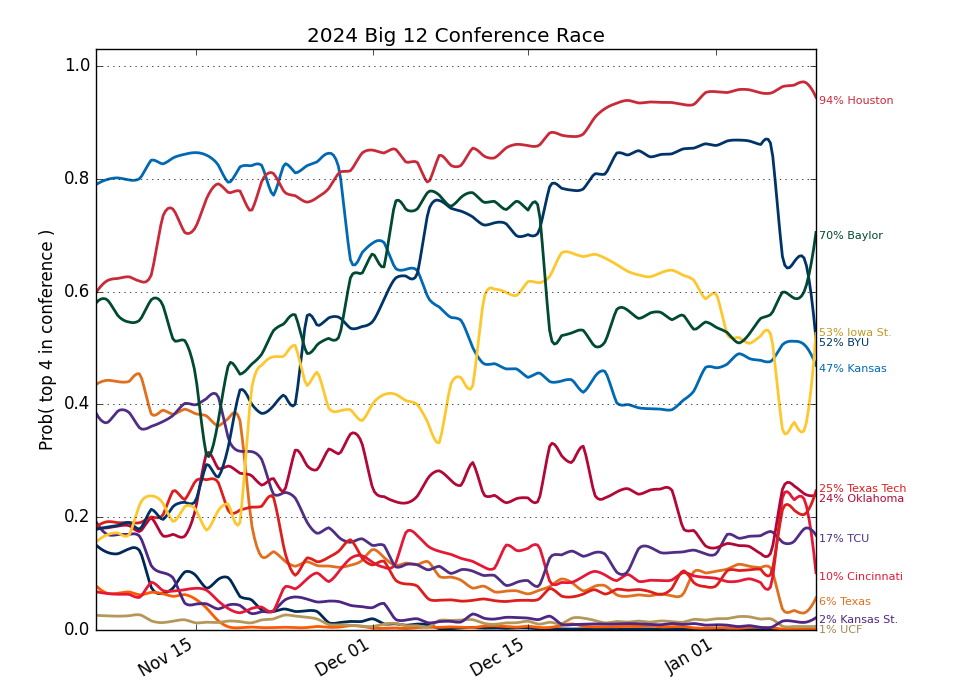 2024 Big 12 Conference Race
Prob( top 4 in conference )
1.0
0.8
0.6
0.4
0.2
0.0
Nov 15
Dec 01
Dec 15
Jan 01
94% Houston
70% Baylor
53% Iowa St.
52% BYU
47% Kansas
25% Texas Tech
24% Oklahoma
17% TCU
10% Cincinnati
6% Texas
2% Kansas St.
1% UCF